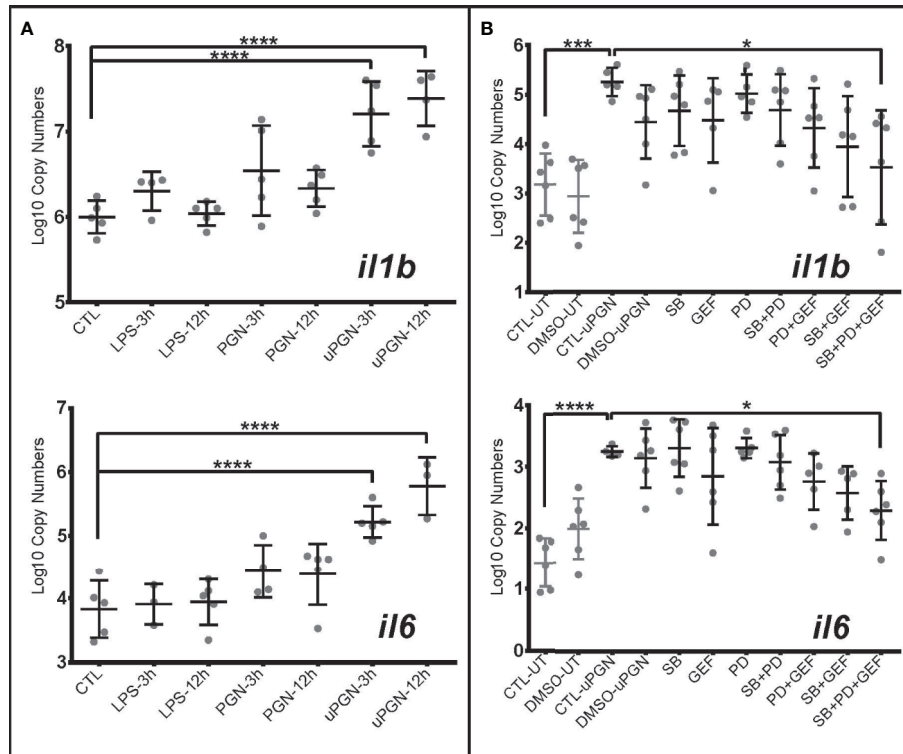 A
****
****
Log10 Copy Numbers
8
7
6
5
il1b
CTL
LPS-3h
LPS-12h
PGN-3h
PGN-12h
uPGN-3h
uPGN-12h
****
****
Log10 Copy Numbers
7
6
5
4
3
il6
CTL
LPS-3h
LPS-12h
PGN-3h
PGN-12h
uPGN-3h
uPGN-12h
B
***
*
Log10 Copy Numbers
6
5
4
3
2
1
il1b
CTL-UT
DMSO-UT
CTL-uPGN
DMSO-uPGN
SB
GEF
PD
SB+PD
PD+GEF
SB+GEF
SB+PD+GEF
****
*
Log10 Copy Numbers
4
3
2
1
0
il6
CTL-UT
DMSO-UT
CTL-uPGN
DMSO-uPGN
SB
GEF
PD
SB+PD
PD+GEF
SB+GEF
SB+PD+GEF